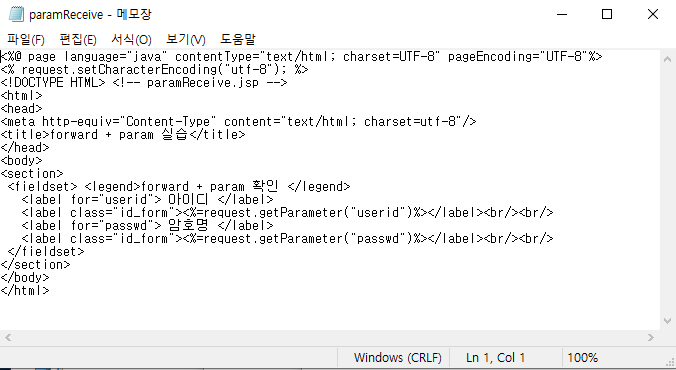 paramReceive - 메모장
파일(F) 편집(E) 서식(O) 보기(V) 도움말
<%@ page language="java" contentType="text/html; charset=UTF-8" pageEncoding="UTF-8"%>
<% request.setCharacterEncoding("utf-8"); %>
<!DOCTYPE HTML> <!-- paramReceive.jsp -->
<html>
<head>
<meta http-equiv="Content-Type" content="text/html; charset=utf-8"/>
<title>forward + param 실습</title>
</head>
<body>
<section>
<fieldset> <legend>forward + param 확인 </legend>
<label for="userid"> 아이디 </label>
<label class="id_form"><%=request.getParameter("userid")%></label><br/><br/>
<label for="passwd"> 암호명 </label>
<label class="id_form"><%=request.getParameter("passwd")%></label><br/><br/>
</fieldset>
</section>
</body>
</html>
Windows (CRLF) Ln 1, Col 1 100%